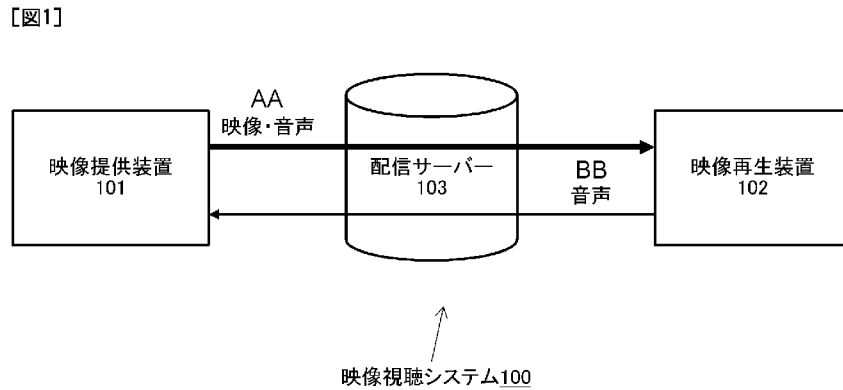 [図1]
AA
映像・音声
映像提供装置
101
配信サーバー
103
BB
音声
映像再生装置
102
映像視聴システム100